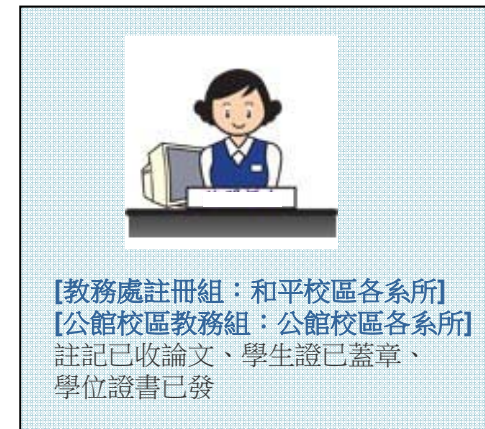 [教務處註冊組：和平校區各系所]
[公館校區教務組：公館校區各系所]
註記已收論文、學生證已蓋章、
學位證書已發